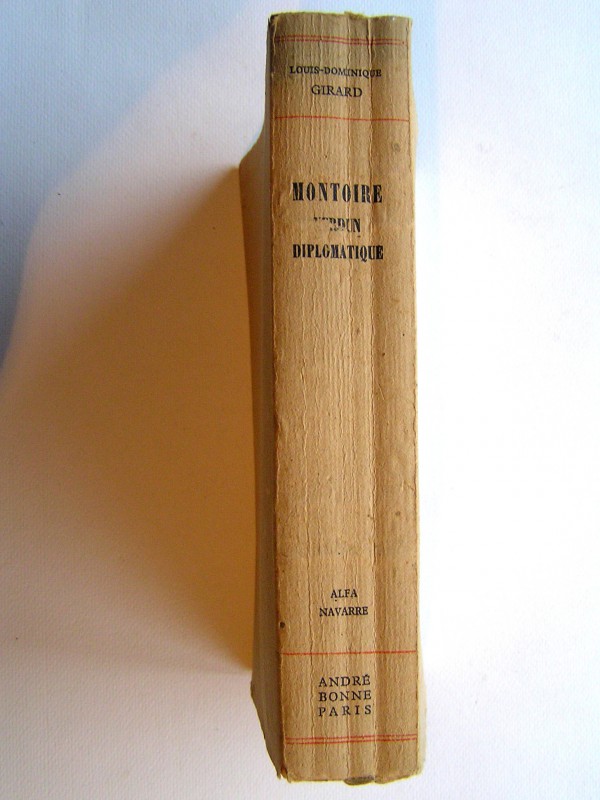 LOUIS-DOMINIQUE
GIRARD
MONTOIRE
VERDUN
DIPLOMATIQUE
ALFA
NAVARRE
ANDRÉ
BONNE
PARIS